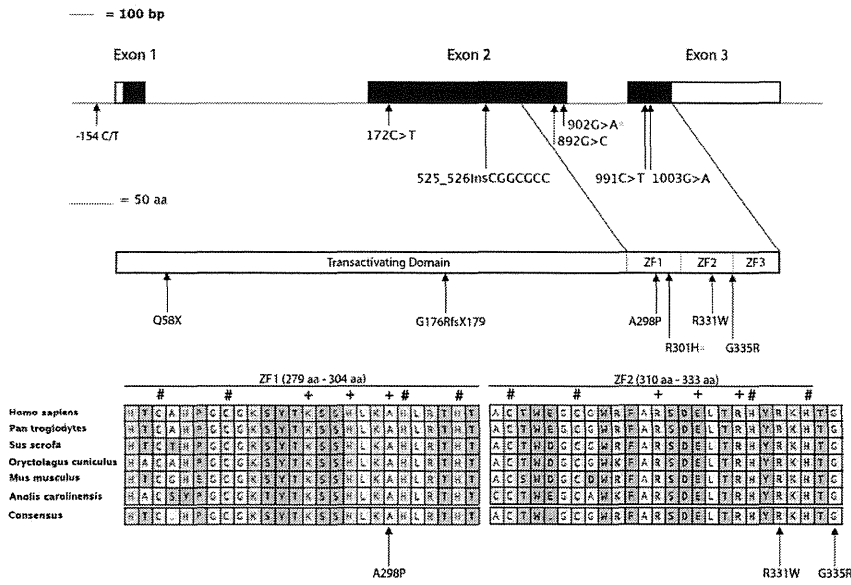 = 100 bp
Exon 1 Exon 2 Exon 3
-154 C/T
172C>T
902G>A*
892G>C
525_526InsCGGCGCC
991C>T 1003G>A
= 50 aa
Transactivating Domain ZF1 ZF2 ZF3
Q58X G176RfsX179 A298P R331W
R301H* G335R
ZF1 (279 aa - 304 aa) ZF2 (310 aa - 333 aa)
# # + + + # # # # + + + # #
Homo sapiens H T C A H P G C G K S Y T K S S H L K A H L R T H T A C T W E G C G W R F A R S D E L T R H Y R K H T G
Pan troglodytes H T C A H P G C G K S Y T K S S H L K A H L R T H T A C T W E G C G W R F A R S D E L T R H Y R K H T G
Sus scrofa H T C T H P G C G K S Y T K S S H L K A H L R T H T A C T W D G C G W K F A R S D E L T R H Y R K H T G
Oryctolagus cuniculus H A C A H P G C G K S Y T K S S H L K A H L R T H T A C T W D G C G W K F A R S D E L T R H Y R K H T G
Mus musculus H T C G H E G C G K S Y T K S S H L K A H L R T H T A C S W D G C D W K F A R S D E L T R H Y R K H T G
Anolis carolinensis H A C S Y P G C G K T Y T K S S H L K A H L R T H T A C T W E G C A W K F A R S D E L T R H Y R K H T G
Consensus H T C . H P G C G K S Y T K S S H L K A H L R T H T A C T W . G C G W K F A R S D E L T R H Y R K H T G
A298P R331W G335R